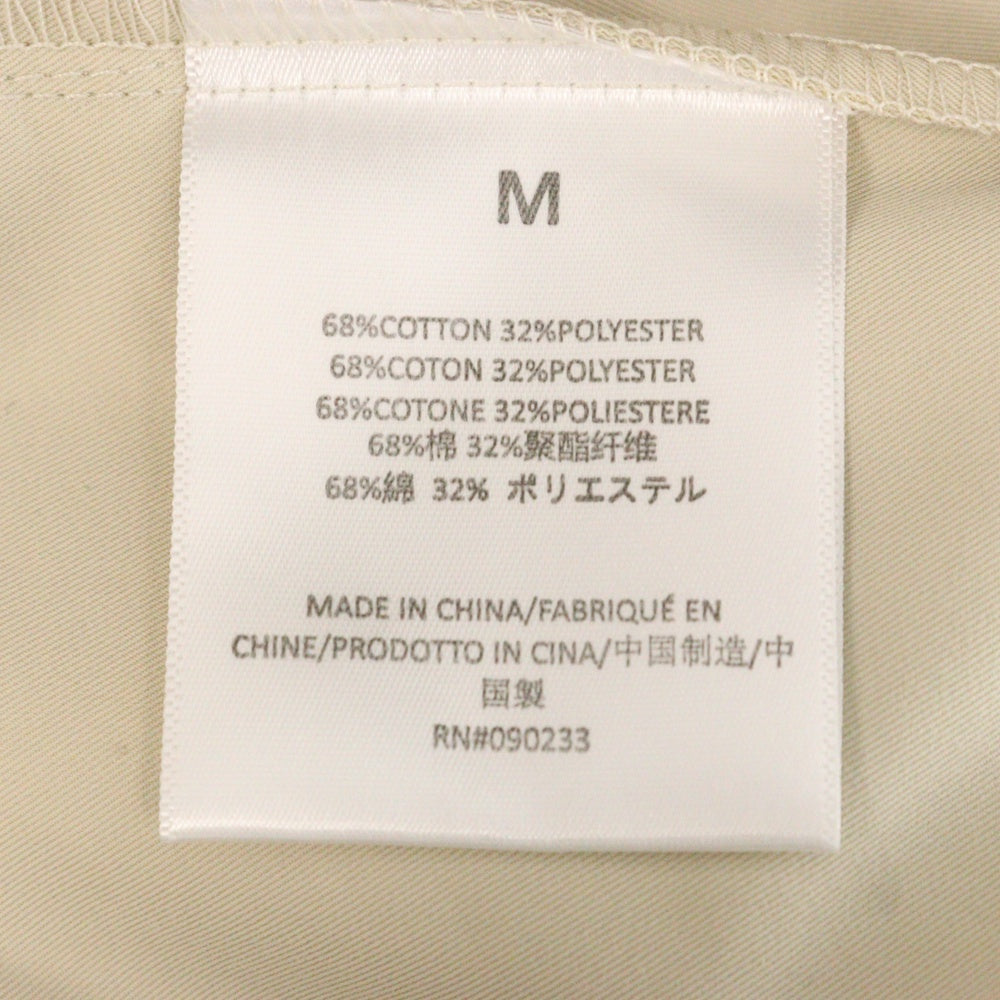 M
68%COTTON 32%POLYESTER
68%COTON 32%POLYESTER
68%COTONE 32%POLIESTERE
68%棉 32%聚酯纤维
68%綿 32% ポリエステル
MADE IN CHINA/FABRIQUÉ EN
CHINE/PRODOTTO IN CINA/中国制造/中
国製
RN#090233